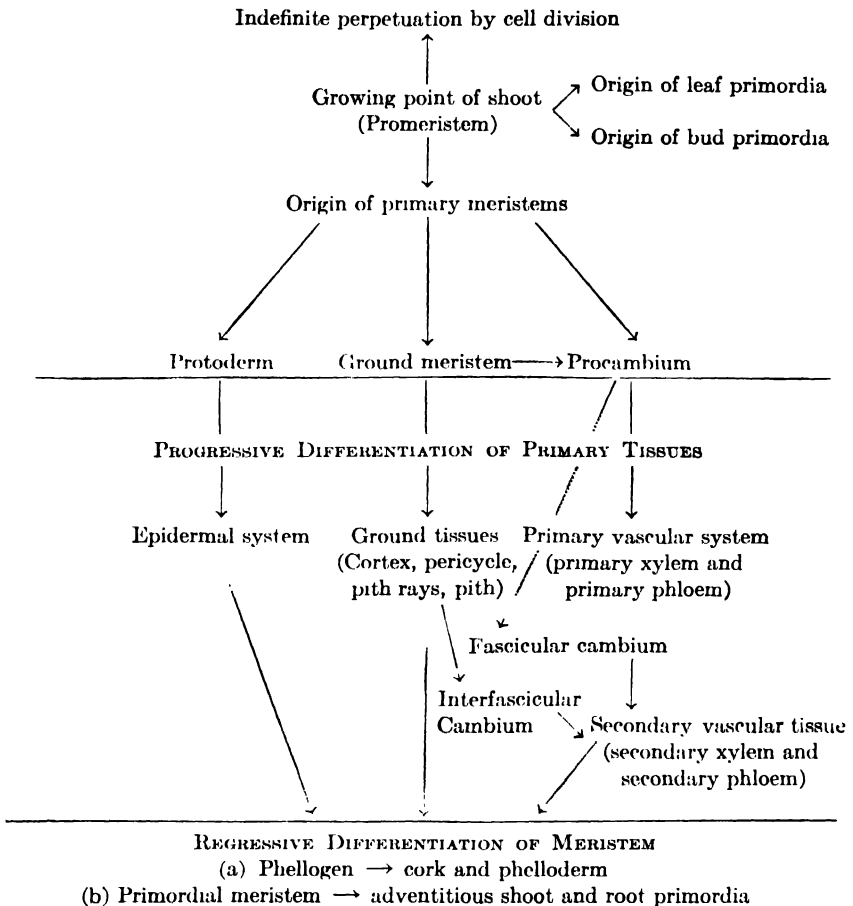 Indefinite perpetuation by cell division
Growing point of shoot
(Promeristem)
Origin of leaf primordia
Origin of bud primordia
Origin of primary meristems
Protoderm
Ground meristem → Procambium
PROGRESSIVE DIFFERENTIATION OF PRIMARY TISSUES
Epidermal system
Ground tissues
(Cortex, pericycle,
pith rays, pith)
Primary vascular system
(primary xylem and
primary phloem)
Fascicular cambium
Interfascicular
Cambium
Secondary vascular tissue
(secondary xylem and
secondary phloem)
REGRESSIVE DIFFERENTIATION OF MERISTEM
(a) Phellogen → cork and phelloderm
(b) Primordial meristem → adventitious shoot and root primordia